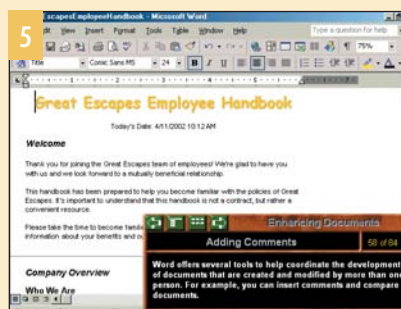 5
EscapesEmployeeHandbook - Microsoft Word
Edit View Insert Format Tools Table Window Help
Type a question for help
75%
Title Comic Sans MS 24 B I U
Great Escapes Employee Handbook
Today's Date: 4/11/2002 10:12 AM
Welcome
Thank you for joining the Great Escapes team of employees! We're glad to have you
with us and we look forward to a mutually beneficial relationship.
This handbook has been prepared to help you become familiar with the policies of Great
Escapes. It's important to understand that this handbook is not a contract, but rather a
convenient resource.
Please take the time to become
information about your benefits and
Company Overview
Who We Are
Enhancing Documents
Adding Comments 58 of 84
Word offers several tools to help coordinate the development
of documents that are created and modified by more than one
person. For example, you can insert comments and compare
documents.